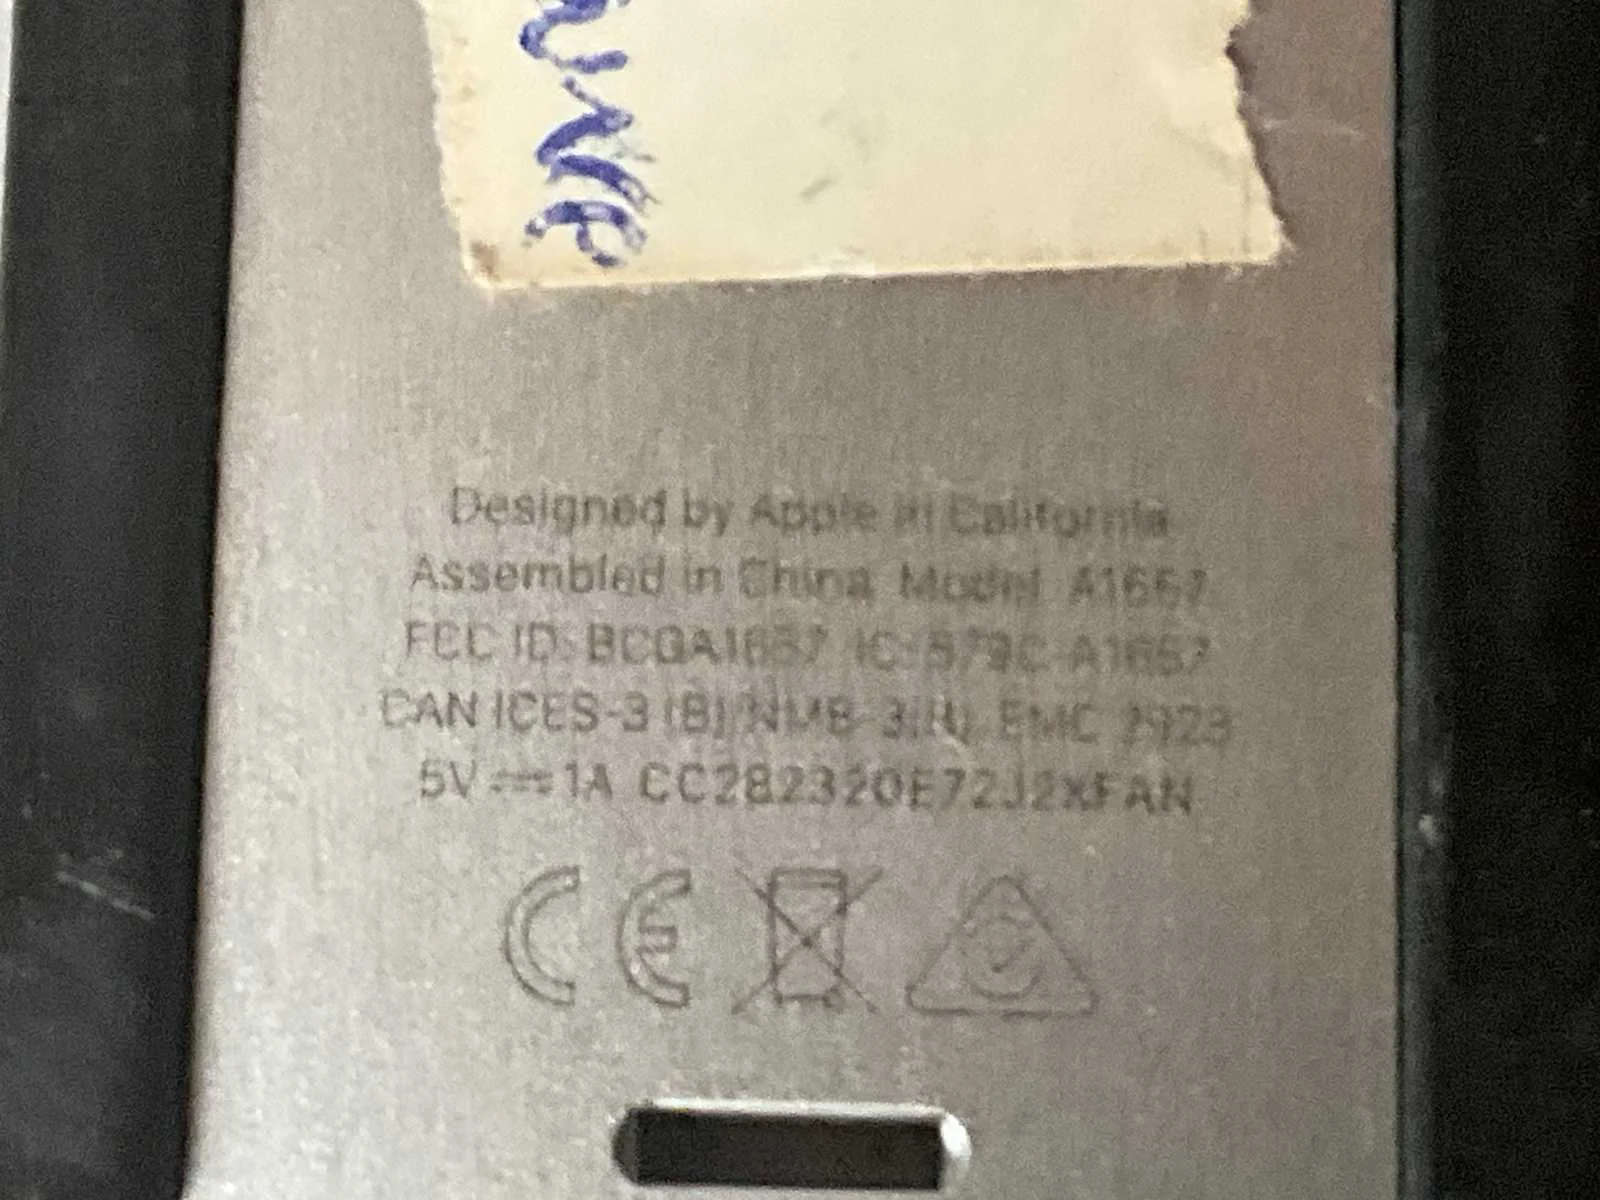 Designed by Apple in California
Assembled in China Model A1657
FCC ID: BCGA1657 IC: 579C-A1657
CAN ICES-3 (B)/NMB-3(B) EMC
5V 1A CC282320E72J2XFAN
CE